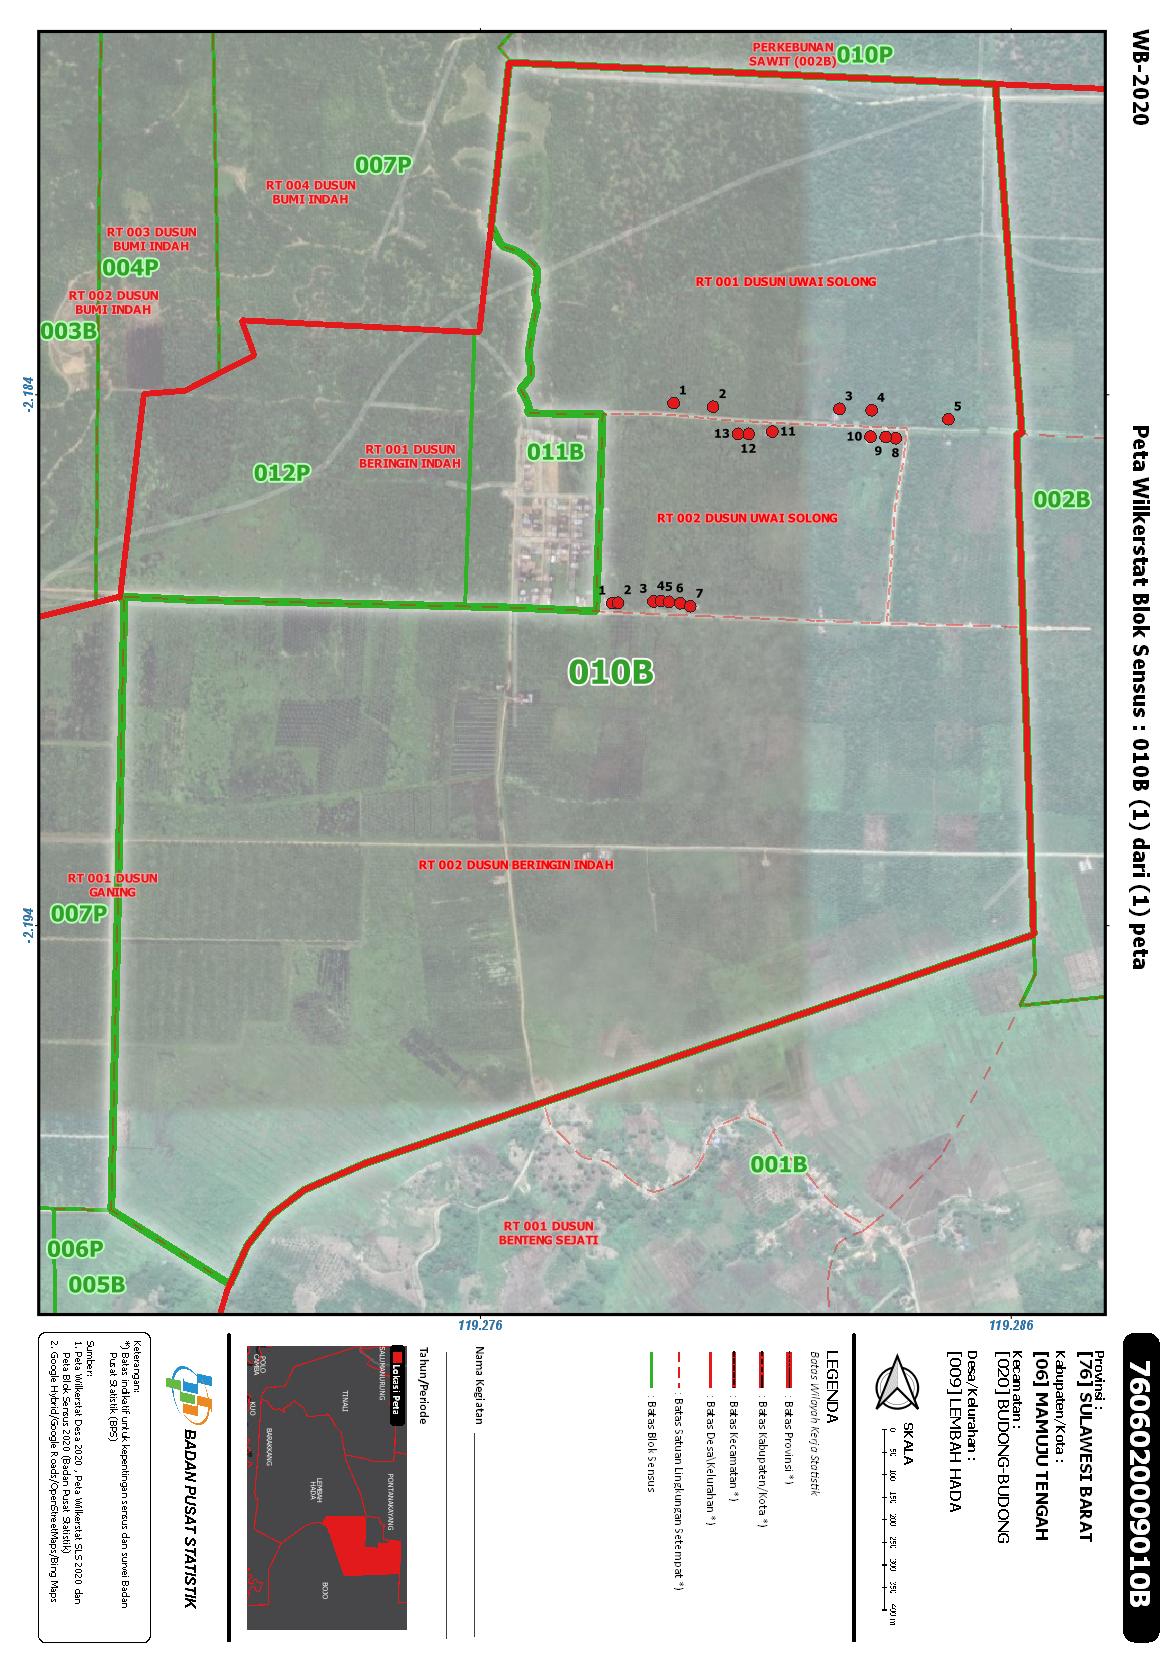 WB-2020
Peta Wilkerstat Blok Sensus : 010B (1) dari (1) peta
7606020009010B
PERKEBUNAN
SAWIT (002B)
010P
007P
RT 004 DUSUN
BUMI INDAH
RT 003 DUSUN
BUMI INDAH
004P
RT 002 DUSUN
BUMI INDAH
003B
RT 001 DUSUN UWAI SOLONG
-2.184
1
2
3
4
5
13
12
11
10
9
8
RT 001 DUSUN
BERINGIN INDAH
011B
012P
002B
RT 002 DUSUN UWAI SOLONG
1
2
3
4
5
6
7
010B
RT 002 DUSUN BERINGIN INDAH
RT 001 DUSUN
GANING
007P
-2.194
001B
RT 001 DUSUN
BENTENG SEJATI
006P
005B
119.276
119.286
Provinsi :
[76] SULAWESI BARAT
Kabupaten/Kota :
[06] MAMUJU TENGAH
Kecamatan :
[020] BUDONG-BUDONG
Desa/Kelurahan :
[009] LEMBAH HADA
SKALA
0 50 100 150 200 250 300 350 400 m
LEGENDA
Batas Wilayah Kerja Statistik
: Batas Provinsi *)
: Batas Kabupaten/Kota *)
: Batas Kecamatan *)
: Batas Desa\Kelurahan *)
: Batas Satuan Lingkungan Setempat *)
: Batas Blok Sensus
Nama Kegiatan
Tahun/Periode
Lokasi Peta
SALUMANURUNG
TINALI
PONTANAKAYANG
LEMBAH
HADA
BOJO
BARAKKANG
KUO
POLO
CAMBA
BADAN PUSAT STATISTIK
Keterangan:
*) Batas indikatif untuk kepentingan sensus dan survei Badan
Pusat Statistik (BPS)
Sumber:
1. Peta Wilkerstat Desa 2020 , Peta Wilkerstat SLS 2020 dan
Peta Blok Sensus 2020 (Badan Pusat Statistik)
2. Google Hybrid/Google Roads/OpenStreetMaps/Bing Maps